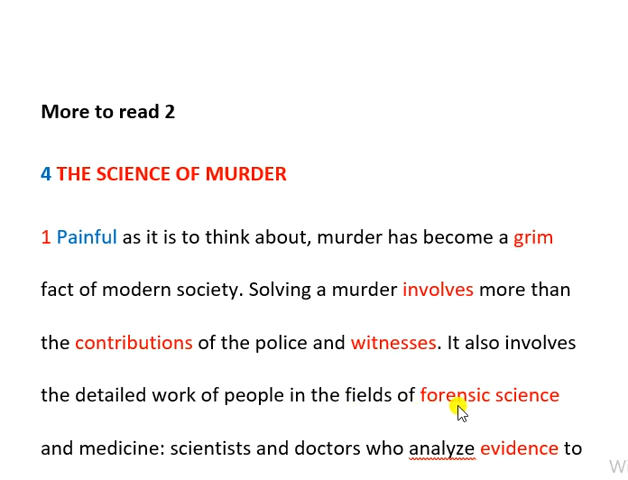 More to read 2
4 THE SCIENCE OF MURDER
1 Painful as it is to think about, murder has become a grim
fact of modern society. Solving a murder involves more than
the contributions of the police and witnesses. It also involves
the detailed work of people in the fields of forensic science
and medicine: scientists and doctors who analyze evidence to